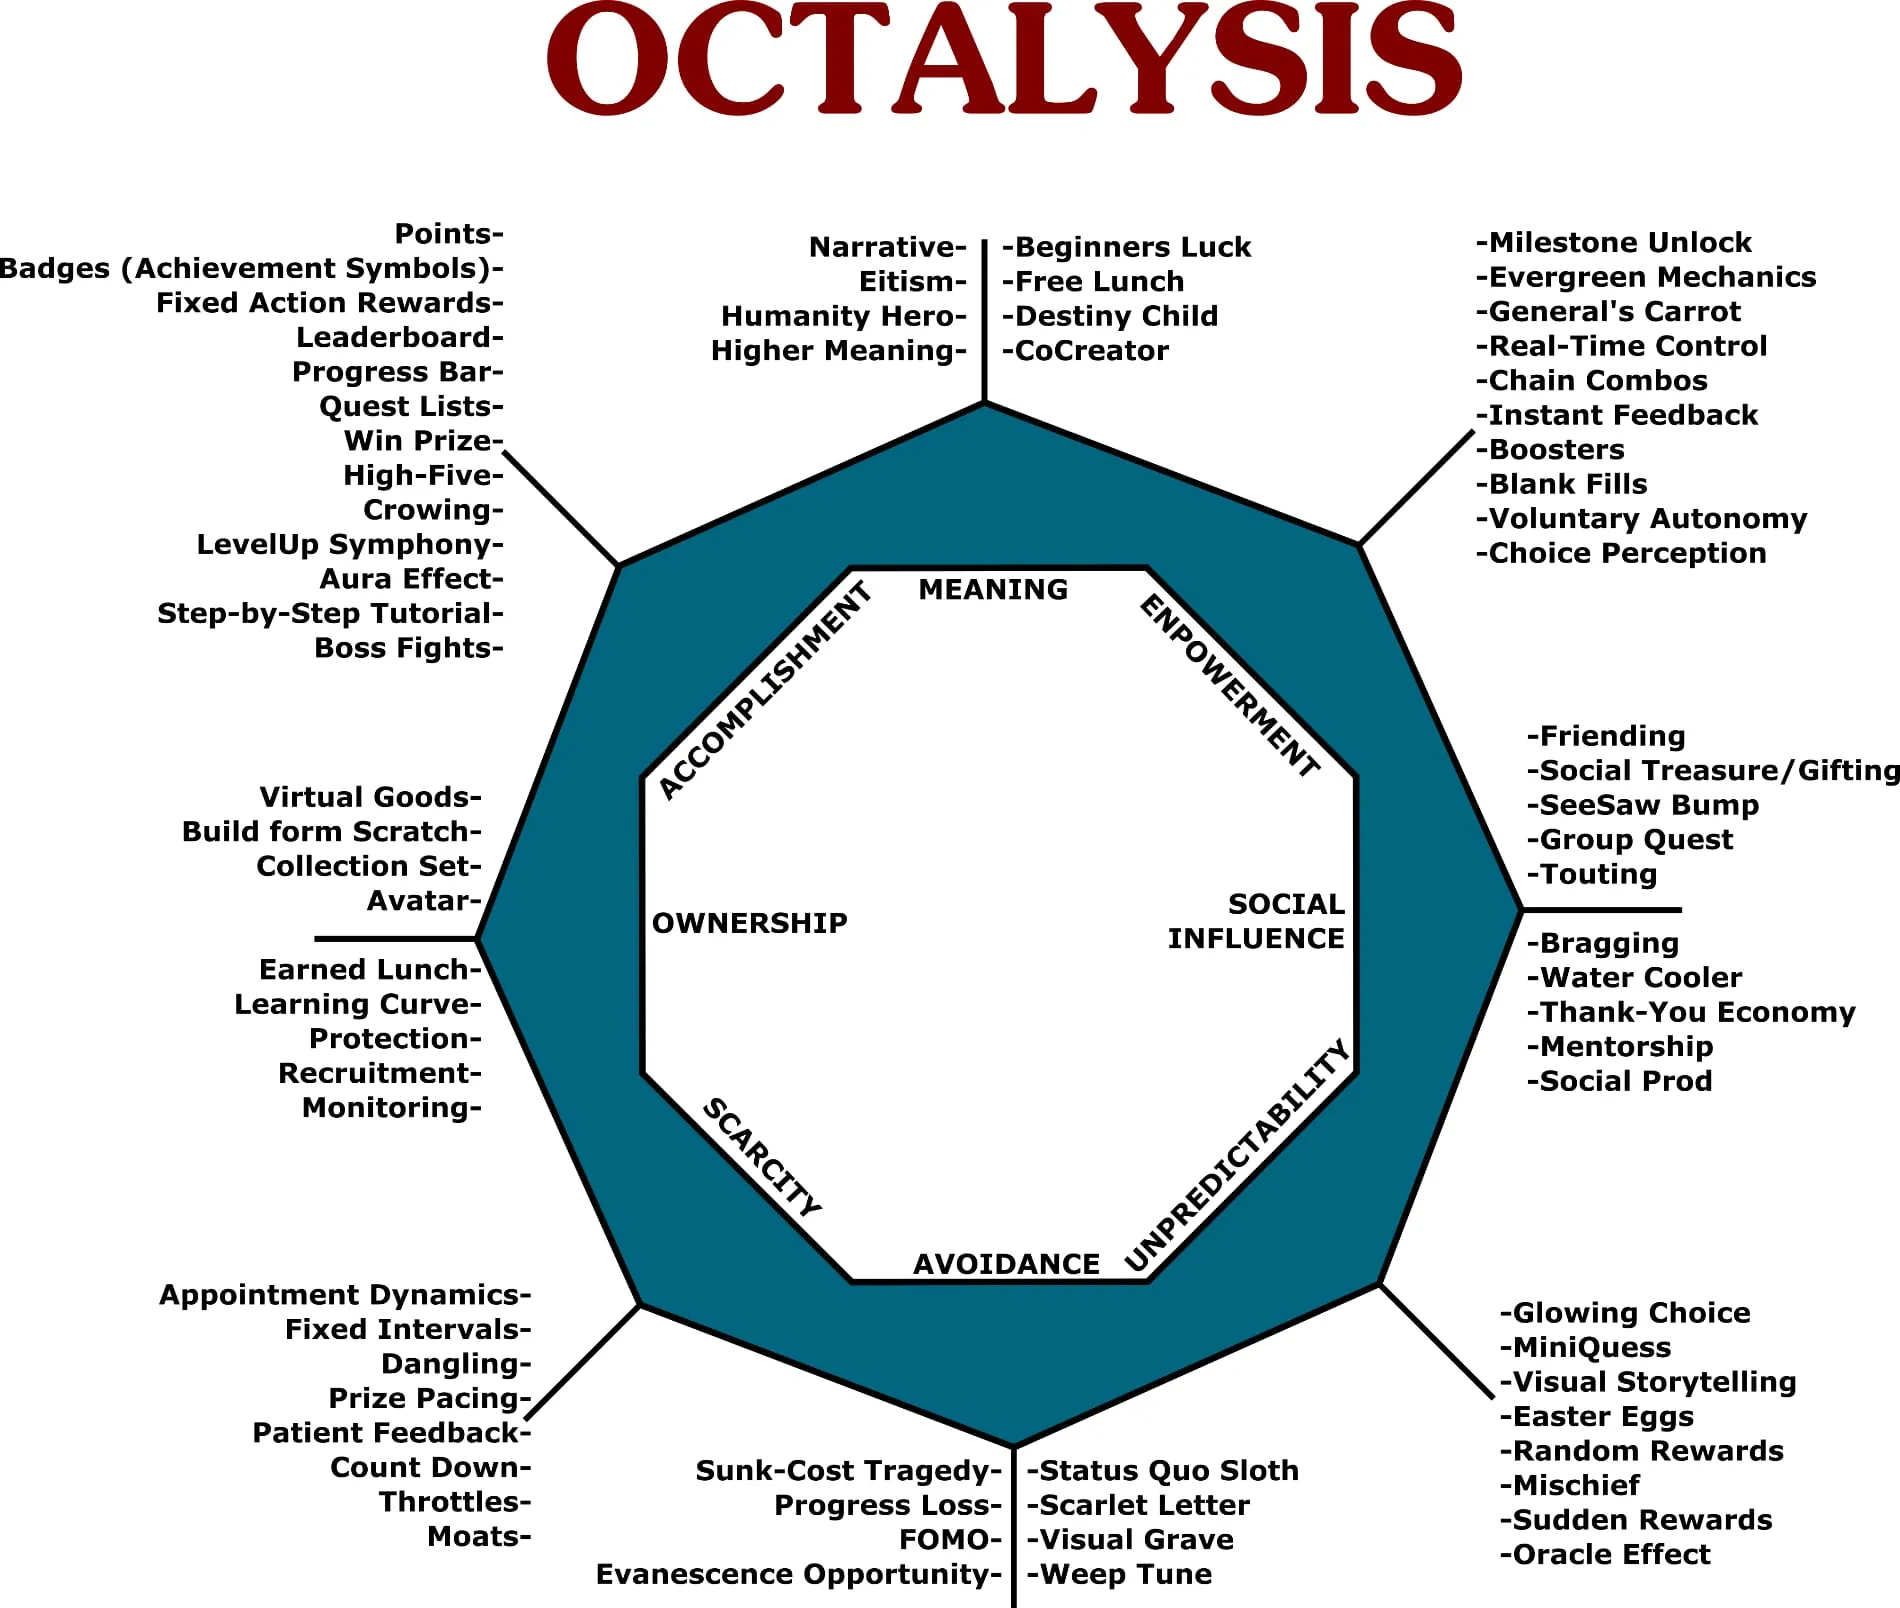 OCTALYSIS
Points-
Badges (Achievement Symbols)-
Fixed Action Rewards-
Leaderboard-
Progress Bar-
Quest Lists-
Win Prize-
High-Five-
Crowing-
LevelUp Symphony-
Aura Effect-
Step-by-Step Tutorial-
Boss Fights-
Narrative-
Eitism-
Humanity Hero-
Higher Meaning-
-Beginners Luck
-Free Lunch
-Destiny Child
-CoCreator
-Milestone Unlock
-Evergreen Mechanics
-General's Carrot
-Real-Time Control
-Chain Combos
-Instant Feedback
-Boosters
-Blank Fills
-Voluntary Autonomy
-Choice Perception
MEANING
ACCOMPLISHMENT
ENPOWERMENT
Virtual Goods-
Build form Scratch-
Collection Set-
Avatar-
Earned Lunch-
Learning Curve-
Protection-
Recruitment-
Monitoring-
OWNERSHIP
SOCIAL
INFLUENCE
-Friending
-Social Treasure/Gifting
-SeeSaw Bump
-Group Quest
-Touting
-Bragging
-Water Cooler
-Thank-You Economy
-Mentorship
-Social Prod
SCARCITY
AVOIDANCE
UNPREDICTABILITY
Appointment Dynamics-
Fixed Intervals-
Dangling-
Prize Pacing-
Patient Feedback-
Count Down-
Throttles-
Moats-
Sunk-Cost Tragedy-
Progress Loss-
FOMO-
Evanescence Opportunity-
-Status Quo Sloth
-Scarlet Letter
-Visual Grave
-Weep Tune
-Glowing Choice
-MiniQuess
-Visual Storytelling
-Easter Eggs
-Random Rewards
-Mischief
-Sudden Rewards
-Oracle Effect